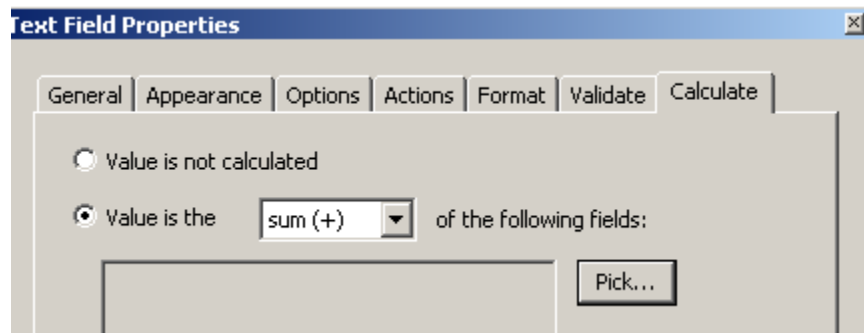 Text Field Properties
General Appearance Options Actions Format Validate Calculate
Value is not calculated
Value is the sum (+) of the following fields:
Pick...